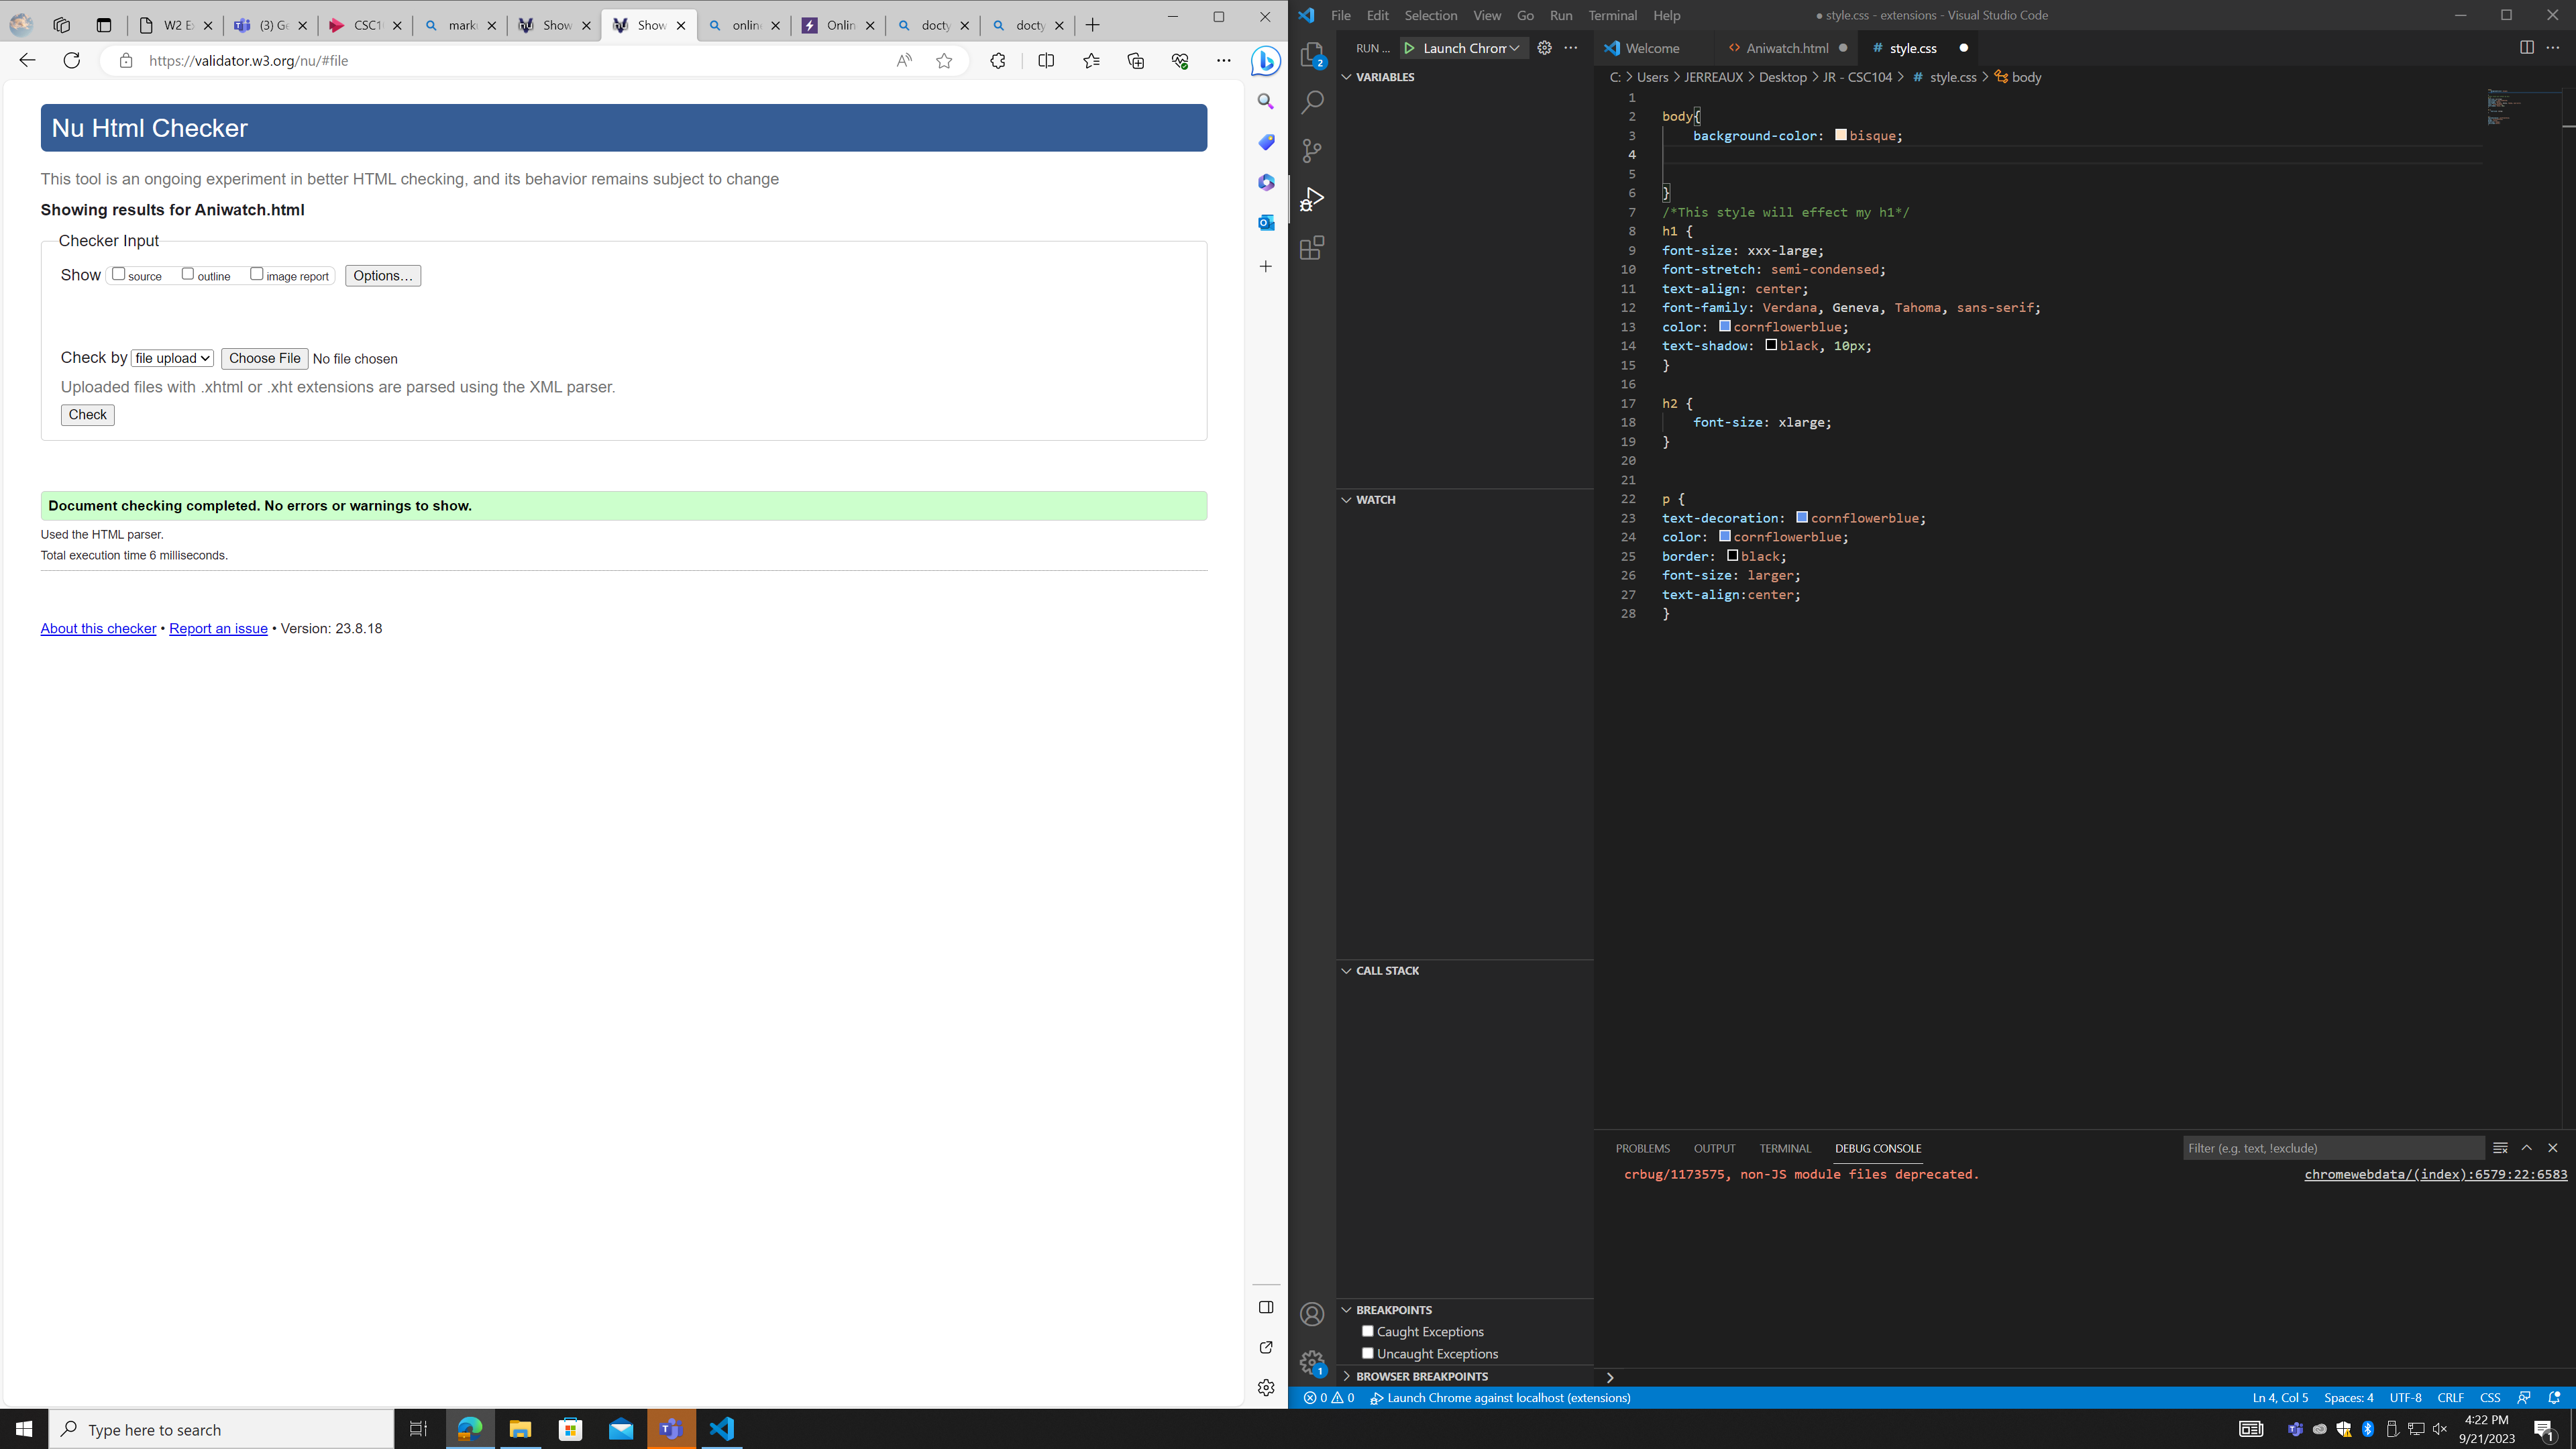 W2 Ex
(3) Ge
CSC10
marku
Show
Show
online
Onlin
docty
docty
https://validator.w3.org/nu/#file
Nu Html Checker
This tool is an ongoing experiment in better HTML checking, and its behavior remains subject to change
Showing results for Aniwatch.html
Checker Input
Show source outline image report Options...
Check by file upload Choose File No file chosen
Uploaded files with .xhtml or .xht extensions are parsed using the XML parser.
Check
Document checking completed. No errors or warnings to show.
Used the HTML parser.
Total execution time 6 milliseconds.
About this checker • Report an issue • Version: 23.8.18
File Edit Selection View Go Run Terminal Help
● style.css - extensions - Visual Studio Code
RUN ... Launch Chrom
Welcome
Aniwatch.html
style.css
C: > Users > JERREAUX > Desktop > JR - CSC104 > # style.css > body
2
VARIABLES
WATCH
CALL STACK
BREAKPOINTS
Caught Exceptions
Uncaught Exceptions
BROWSER BREAKPOINTS
1
1
2 body{
3 background-color: bisque;
4
5
6 }
7 /*This style will effect my h1*/
8 h1 {
9 font-size: xxx-large;
10 font-stretch: semi-condensed;
11 text-align: center;
12 font-family: Verdana, Geneva, Tahoma, sans-serif;
13 color: cornflowerblue;
14 text-shadow: black, 10px;
15 }
16
17 h2 {
18 font-size: xlarge;
19 }
20
21
22 p {
23 text-decoration: cornflowerblue;
24 color: cornflowerblue;
25 border: black;
26 font-size: larger;
27 text-align:center;
28 }
PROBLEMS OUTPUT TERMINAL DEBUG CONSOLE
Filter (e.g. text, !exclude)
crbug/1173575, non-JS module files deprecated.
chromewebdata/(index):6579:22:6583
0 0 Launch Chrome against localhost (extensions)
Ln 4, Col 5 Spaces: 4 UTF-8 CRLF CSS
Type here to search
4:22 PM
9/21/2023
1